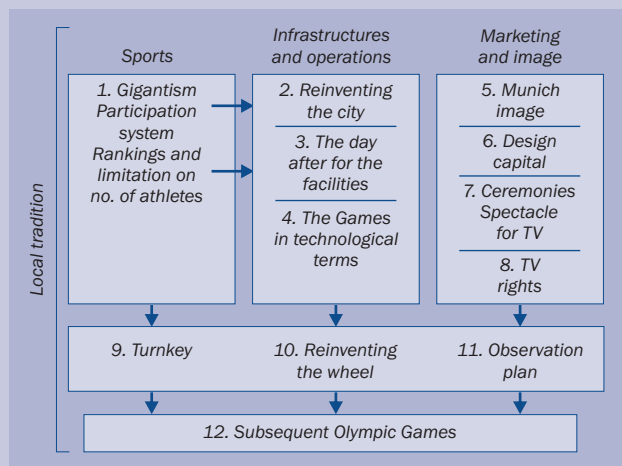 Local tradition
Sports
1. Gigantism
Participation
system
Rankings and
limitation on
no. of athletes
Infrastructures
and operations
2. Reinventing
the city
3. The day
after for the
facilities
4. The Games
in technological
terms
Marketing
and image
5. Munich
image
6. Design
capital
7. Ceremonies
Spectacle
for TV
8. TV
rights
9. Turnkey
10. Reinventing
the wheel
11. Observation
plan
12. Subsequent Olympic Games